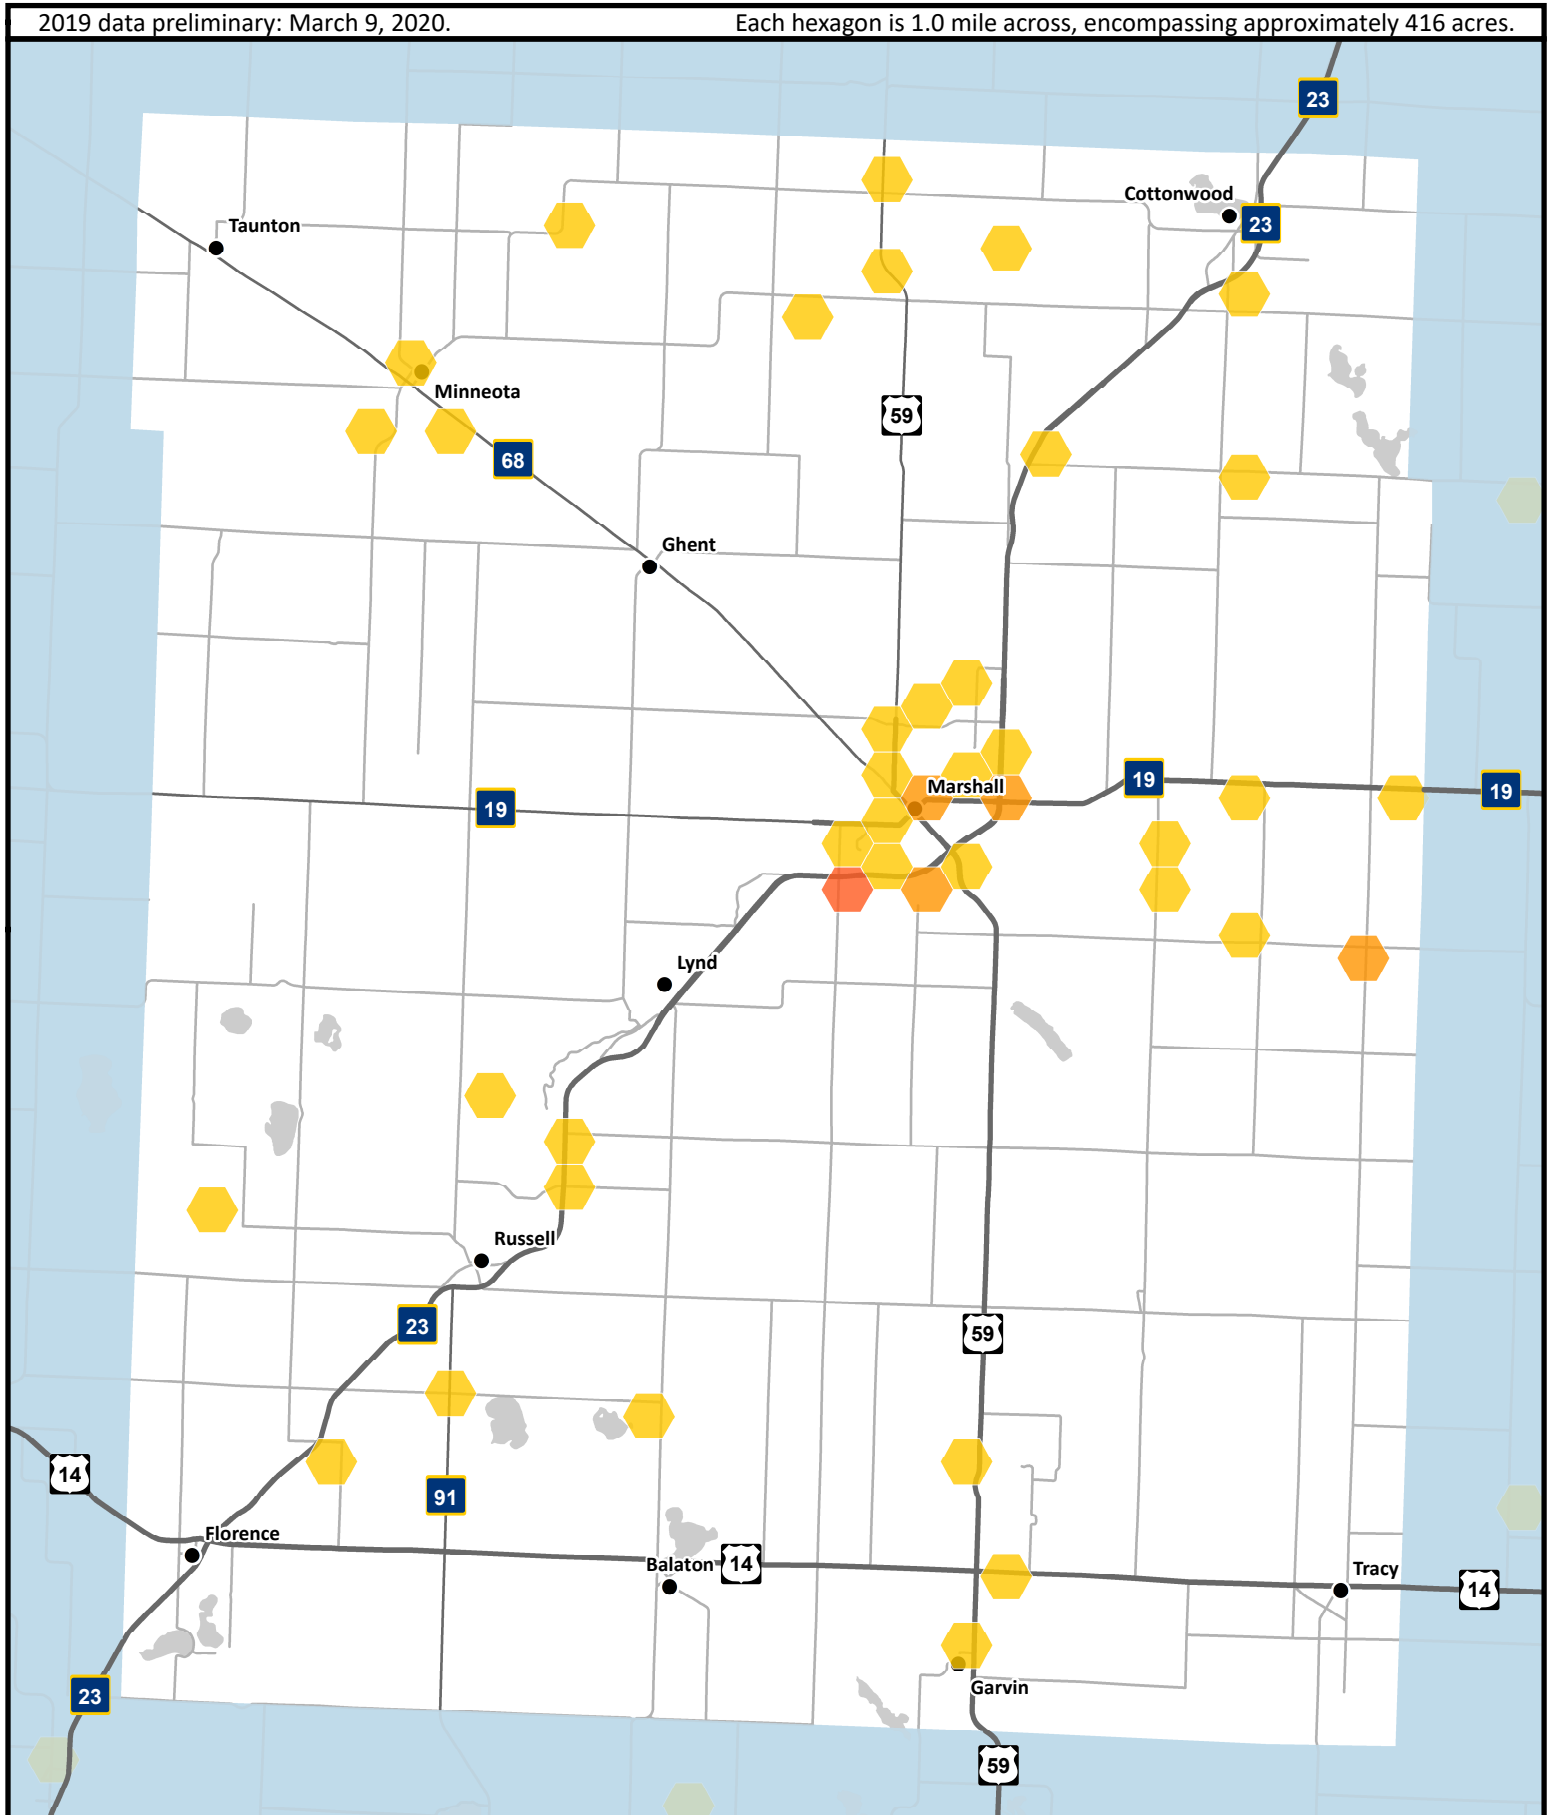 2019 data preliminary: March 9, 2020.
Each hexagon is 1.0 mile across, encompassing approximately 416 acres.
23
Cottonwood
23
Taunton
Minneota
59
68
Ghent
Marshall
19
19
19
Lynd
Russell
23
59
14
91
Florence
Balaton
14
Tracy
14
Garvin
23
59